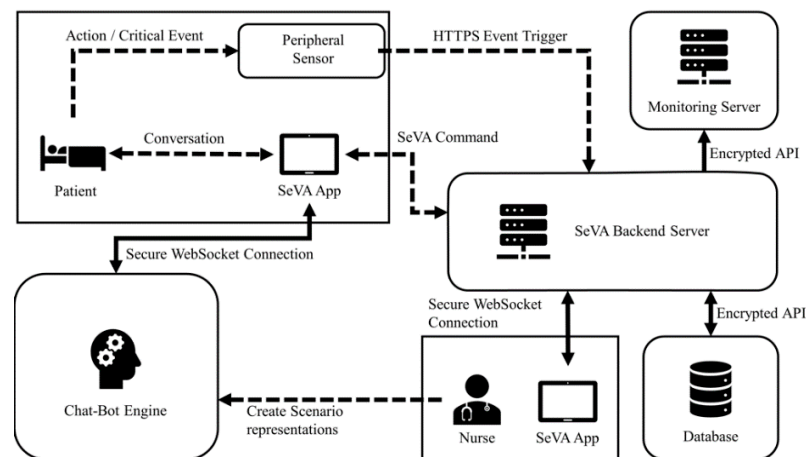 Action / Critical Event
Peripheral
Sensor
HTTPS Event Trigger
Monitoring Server
Conversation
SeVA Command
Encrypted API
Patient
SeVA App
SeVA Backend Server
Secure WebSocket Connection
Secure WebSocket
Connection
Encrypted API
Chat-Bot Engine
Create Scenario
representations
Nurse
SeVA App
Database